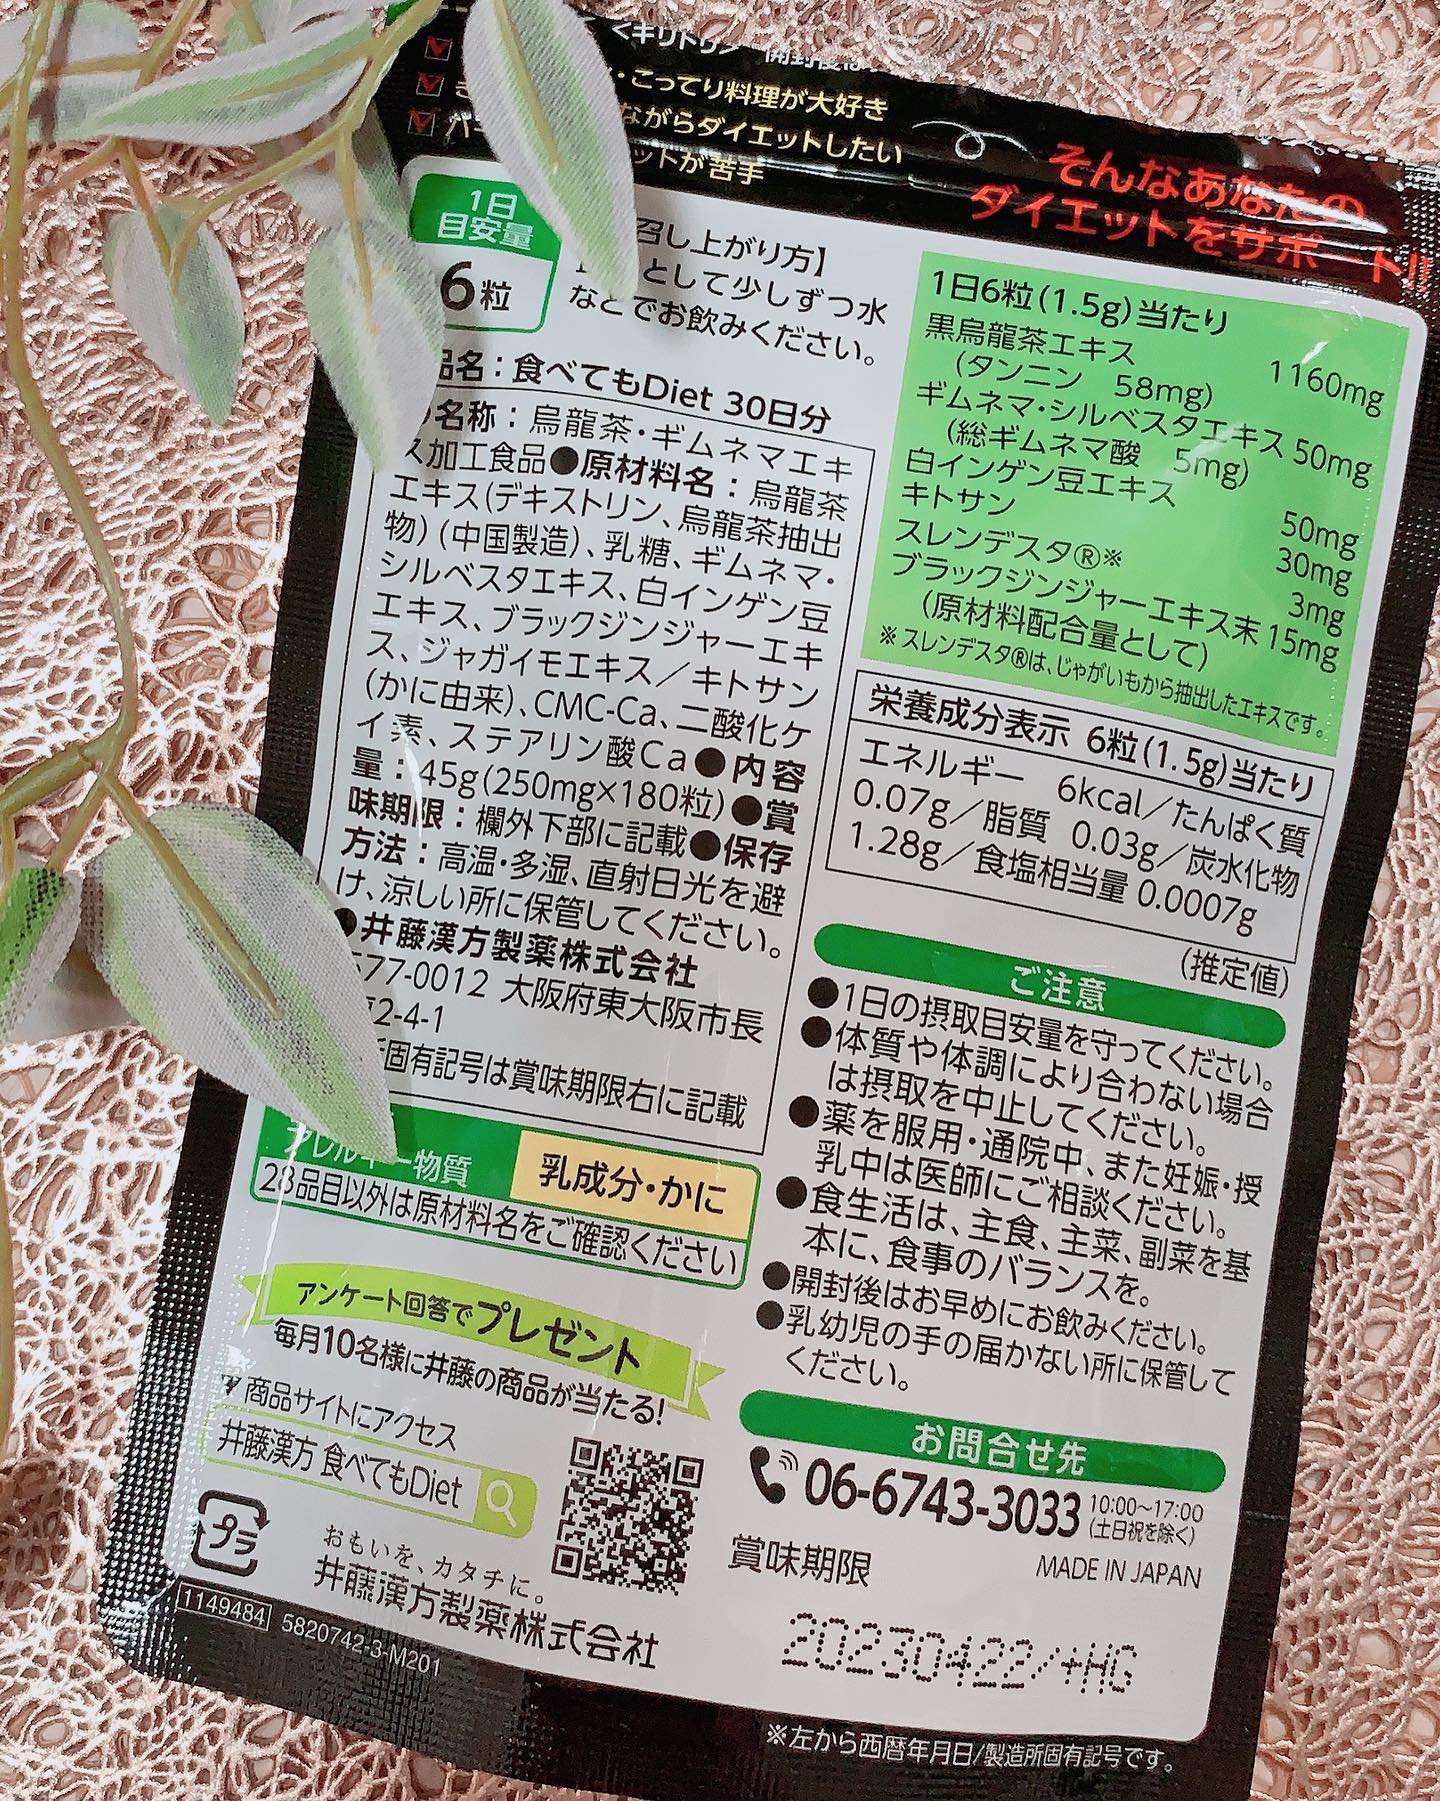 <キリトリ
・こってり料理が大好き
ながらダイエットしたい
ットが苦手
そんなあなたの
ダイエットをサポート!!
1日
目安量
6粒
召し上がり方】
として少しずつ水
などでお飲みください。
品名：食べてもDiet 30日分
名称：烏龍茶・ギムネマエキ
ス加工食品●原材料名：烏龍茶
エキス(デキストリン、烏龍茶抽出
物)(中国製造)、乳糖、ギムネマ・
シルベスタエキス、白インゲン豆
エキス、ブラックジンジャーエキ
ス、ジャガイモエキス／キトサン
(かに由来)、CMC-Ca、二酸化ケ
イ素、ステアリン酸Ca●内容
量：45g(250mg×180粒)●賞
味期限：欄外下部に記載●保存
方法：高温・多湿、直射日光を避
け、涼しい所に保管してください。
●井藤漢方製薬株式会社
577-0012 大阪府東大阪市長
2-4-1
固有記号は賞味期限右に記載
アレルギー物質 乳成分・かに
28品目以外は原材料名をご確認ください
アンケート回答でプレゼント
毎月10名様に井藤の商品が当たる!
▼商品サイトにアクセス
井藤漢方 食べてもDiet
プラ
おもいを、カタチに。
井藤漢方製薬株式会社
1149484 5820742-3-M201
1日6粒(1.5g)当たり
黒烏龍茶エキス 1160mg
(タンニン 58mg)
ギムネマ・シルベスタエキス 50mg
(総ギムネマ酸 5mg)
白インゲン豆エキス 50mg
キトサン 30mg
スレンデスタ®※ 3mg
ブラックジンジャーエキス末 15mg
(原材料配合量として)
※スレンデスタ®は、じゃがいもから抽出したエキスです。
栄養成分表示 6粒(1.5g)当たり
エネルギー 6kcal／たんぱく質
0.07g／脂質 0.03g／炭水化物
1.28g／食塩相当量 0.0007g
(推定値)
ご注意
●1日の摂取目安量を守ってください。
●体質や体調により合わない場合
は摂取を中止してください。
●薬を服用・通院中、また妊娠・授
乳中は医師にご相談ください。
●食生活は、主食、主菜、副菜を基
本に、食事のバランスを。
●開封後はお早めにお飲みください。
●乳幼児の手の届かない所に保管して
ください。
お問合せ先
06-6743-3033 10:00～17:00
(土日祝を除く)
賞味期限
MADE IN JAPAN
20230422/+HG
※左から西暦年月日/製造所固有記号です。